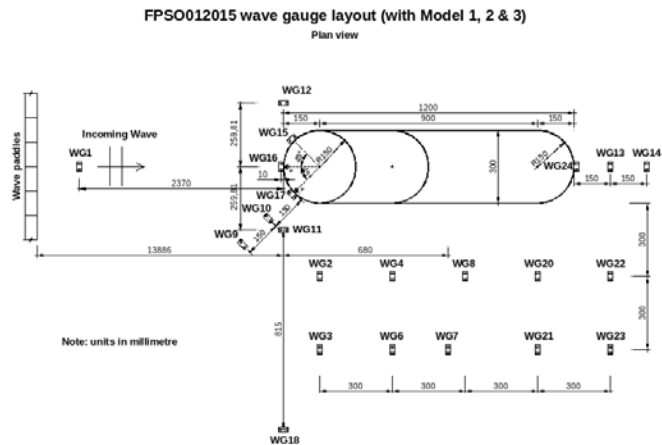 FPSO012015 wave gauge layout (with Model 1, 2 & 3)
Plan view
WG12
1200
150
900
150
Wave paddles
Incoming Wave
259,81
WG15
R150
R150
WG1
WG16
45°
300
WG24
WG13
WG14
10
2370
259,81
WG17
150
150
WG10
150
WG9
150
WG11
13886
680
300
WG2
WG4
WG8
WG20
WG22
815
300
Note: units in millimetre
WG3
WG6
WG7
WG21
WG23
300
300
300
300
WG18